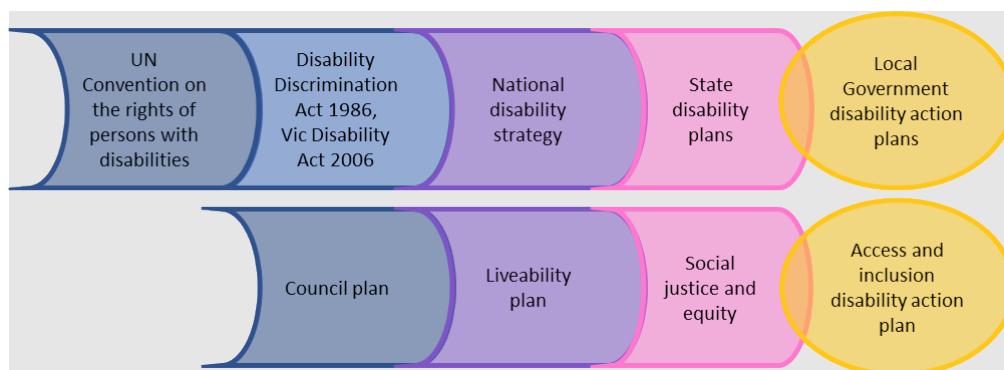 UN
Convention on
the rights of
persons with
disabilities
Disability
Discrimination
Act 1986,
Vic Disability
Act 2006
National
disability
strategy
State
disability
plans
Local
Government
disability action
plans
Council plan
Liveability
plan
Social
justice and
equity
Access and
inclusion
disability action
plan